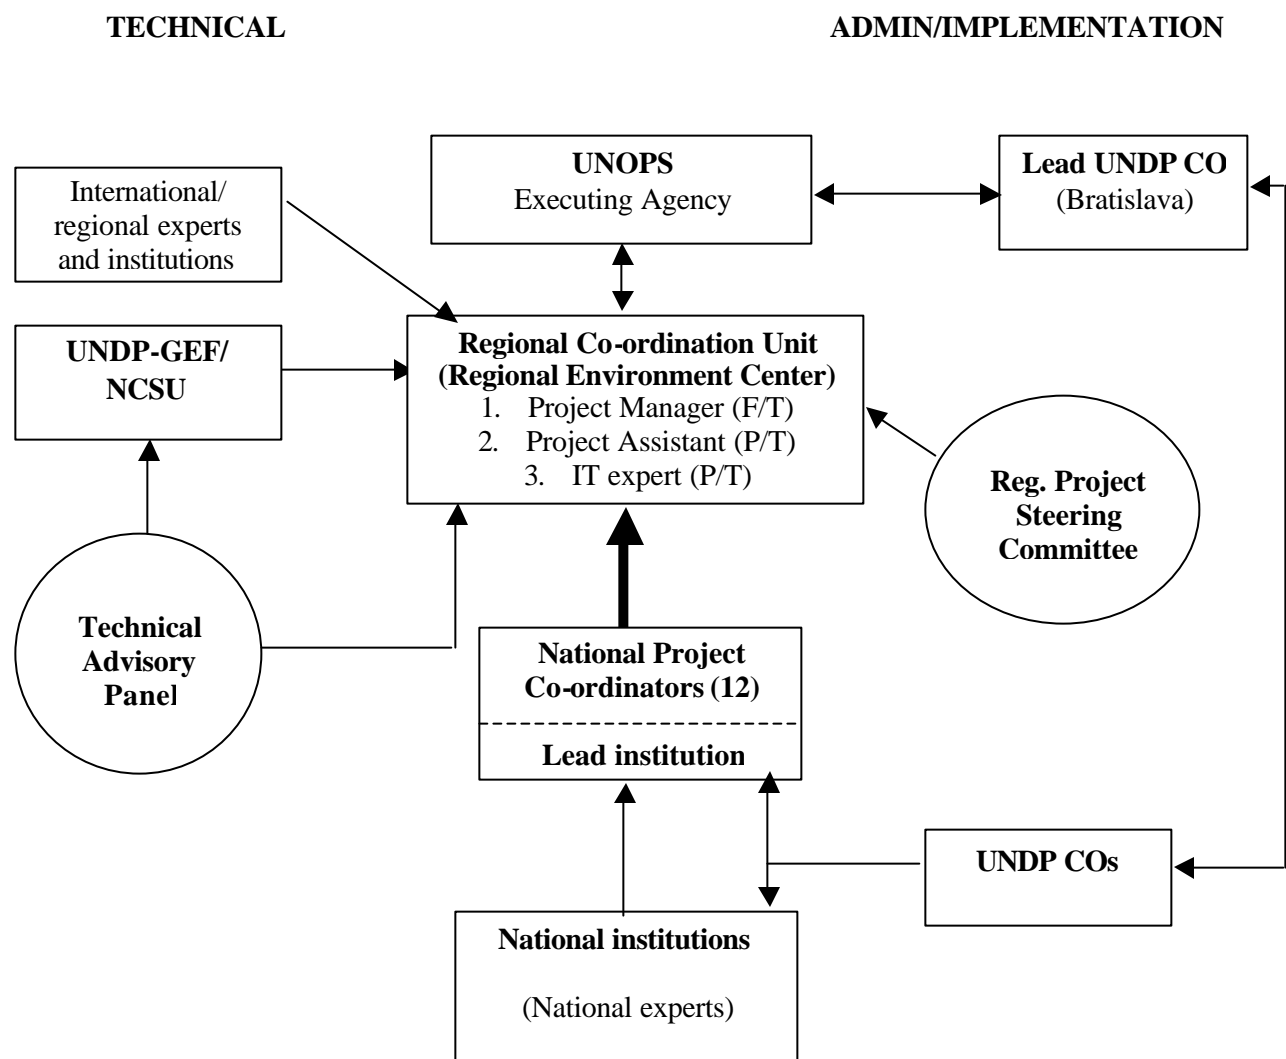 TECHNICAL
ADMIN/IMPLEMENTATION
UNOPS
Executing Agency
Lead UNDP CO
(Bratislava)
International/
regional experts
and institutions
UNDP-GEF/
NCSU
Regional Co-ordination Unit
(Regional Environment Center)
1. Project Manager (F/T)
2. Project Assistant (P/T)
3. IT expert (P/T)
Reg. Project
Steering
Committee
Technical
Advisory
Panel
National Project
Co-ordinators (12)
Lead institution
UNDP COs
National institutions
(National experts)